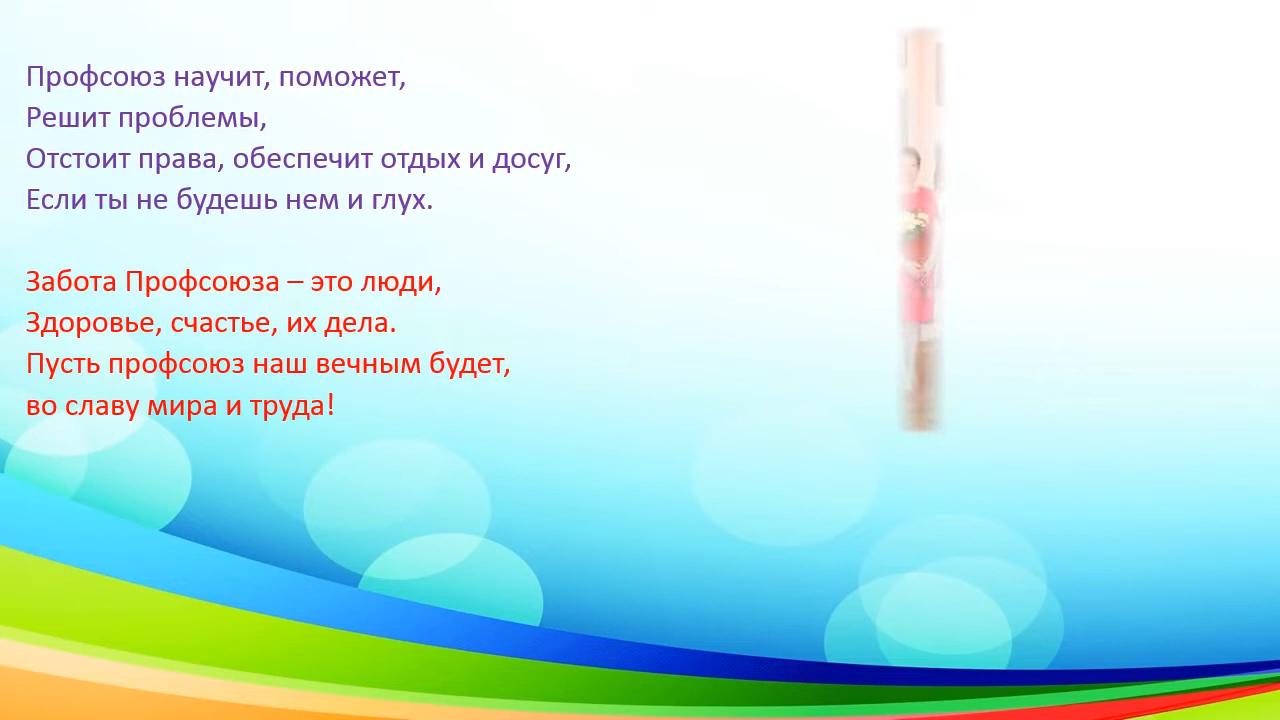 Профсоюз научит, поможет,
Решит проблемы,
Отстоит права, обеспечит отдых и досуг,
Если ты не будешь нем и глух.
Забота Профсоюза – это люди,
Здоровье, счастье, их дела.
Пусть профсоюз наш вечным будет,
во славу мира и труда!